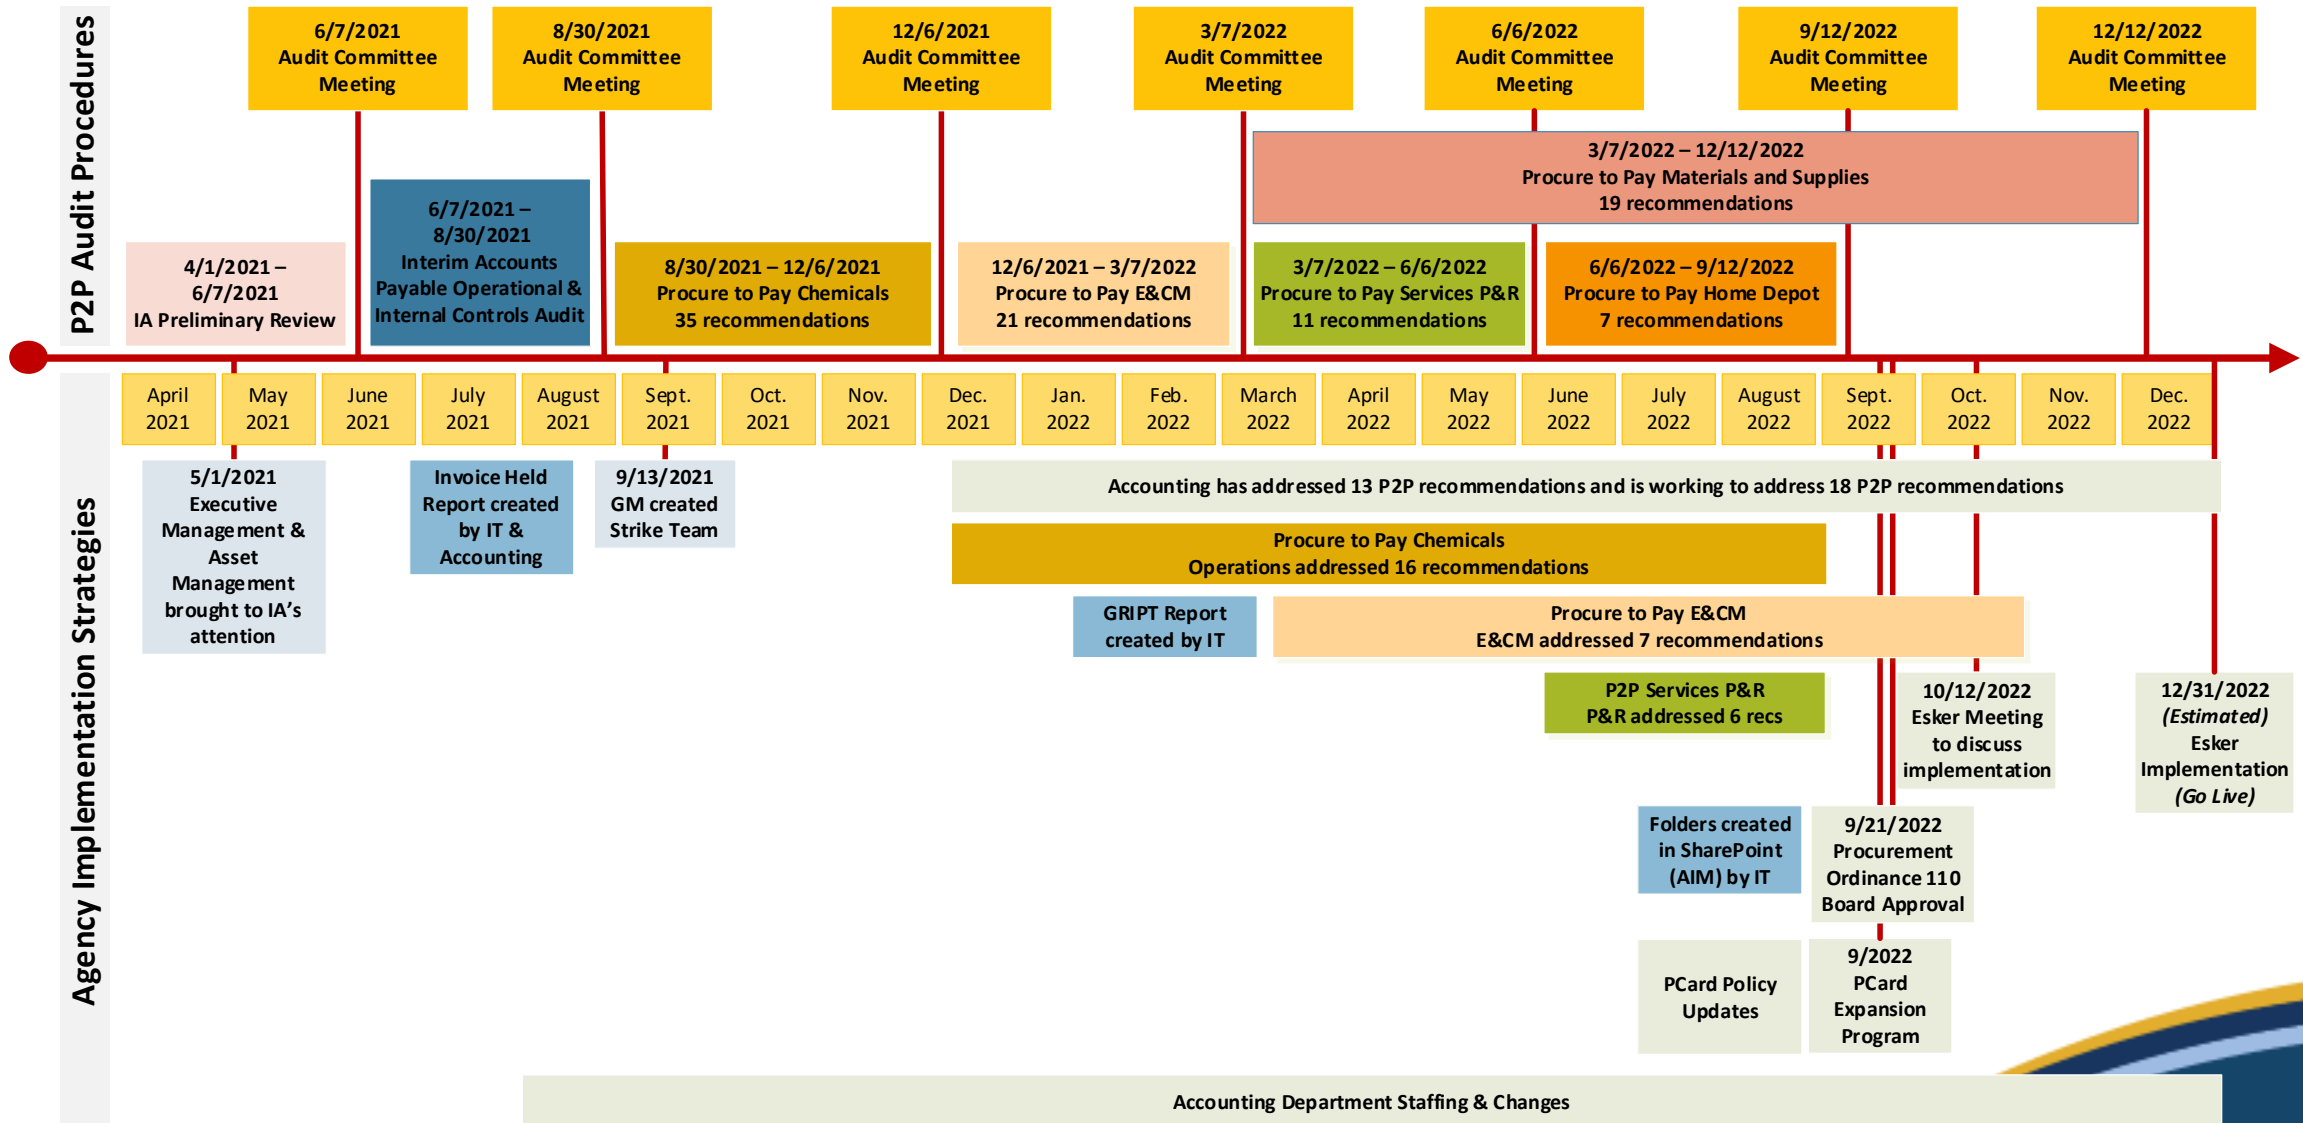 P2P Audit Procedures
6/7/2021
Audit Committee
Meeting
8/30/2021
Audit Committee
Meeting
12/6/2021
Audit Committee
Meeting
3/7/2022
Audit Committee
Meeting
6/6/2022
Audit Committee
Meeting
9/12/2022
Audit Committee
Meeting
12/12/2022
Audit Committee
Meeting
3/7/2022 – 12/12/2022
Procure to Pay Materials and Supplies
19 recommendations
4/1/2021 –
6/7/2021
IA Preliminary Review
6/7/2021 –
8/30/2021
Interim Accounts
Payable Operational &
Internal Controls Audit
8/30/2021 – 12/6/2021
Procure to Pay Chemicals
35 recommendations
12/6/2021 – 3/7/2022
Procure to Pay E&CM
21 recommendations
3/7/2022 – 6/6/2022
Procure to Pay Services P&R
11 recommendations
6/6/2022 – 9/12/2022
Procure to Pay Home Depot
7 recommendations
April
2021
May
2021
June
2021
July
2021
August
2021
Sept.
2021
Oct.
2021
Nov.
2021
Dec.
2021
Jan.
2022
Feb.
2022
March
2022
April
2022
May
2022
June
2022
July
2022
August
2022
Sept.
2022
Oct.
2022
Nov.
2022
Dec.
2022
Agency Implementation Strategies
5/1/2021
Executive
Management &
Asset
Management
brought to IA’s
attention
Invoice Held
Report created
by IT &
Accounting
9/13/2021
GM created
Strike Team
Accounting has addressed 13 P2P recommendations and is working to address 18 P2P recommendations
Procure to Pay Chemicals
Operations addressed 16 recommendations
GRIPT Report
created by IT
Procure to Pay E&CM
E&CM addressed 7 recommendations
P2P Services P&R
P&R addressed 6 recs
10/12/2022
Esker Meeting
to discuss
implementation
12/31/2022
(Estimated)
Esker
Implementation
(Go Live)
Folders created
in SharePoint
(AIM) by IT
9/21/2022
Procurement
Ordinance 110
Board Approval
PCard Policy
Updates
9/2022
PCard
Expansion
Program
Accounting Department Staffing & Changes